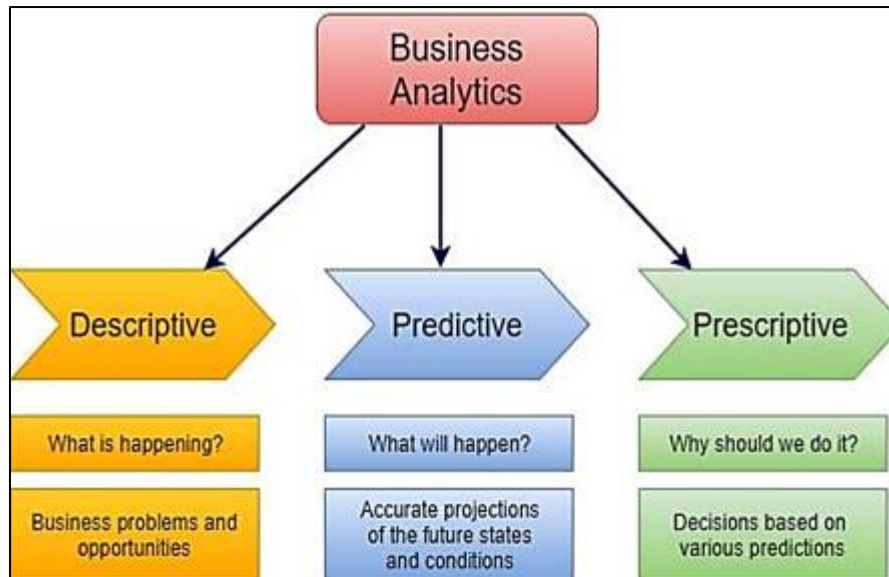 Business
Analytics
Descriptive
Predictive
Prescriptive
What is happening?
What will happen?
Why should we do it?
Business problems and
opportunities
Accurate projections
of the future states
and conditions
Decisions based on
various predictions